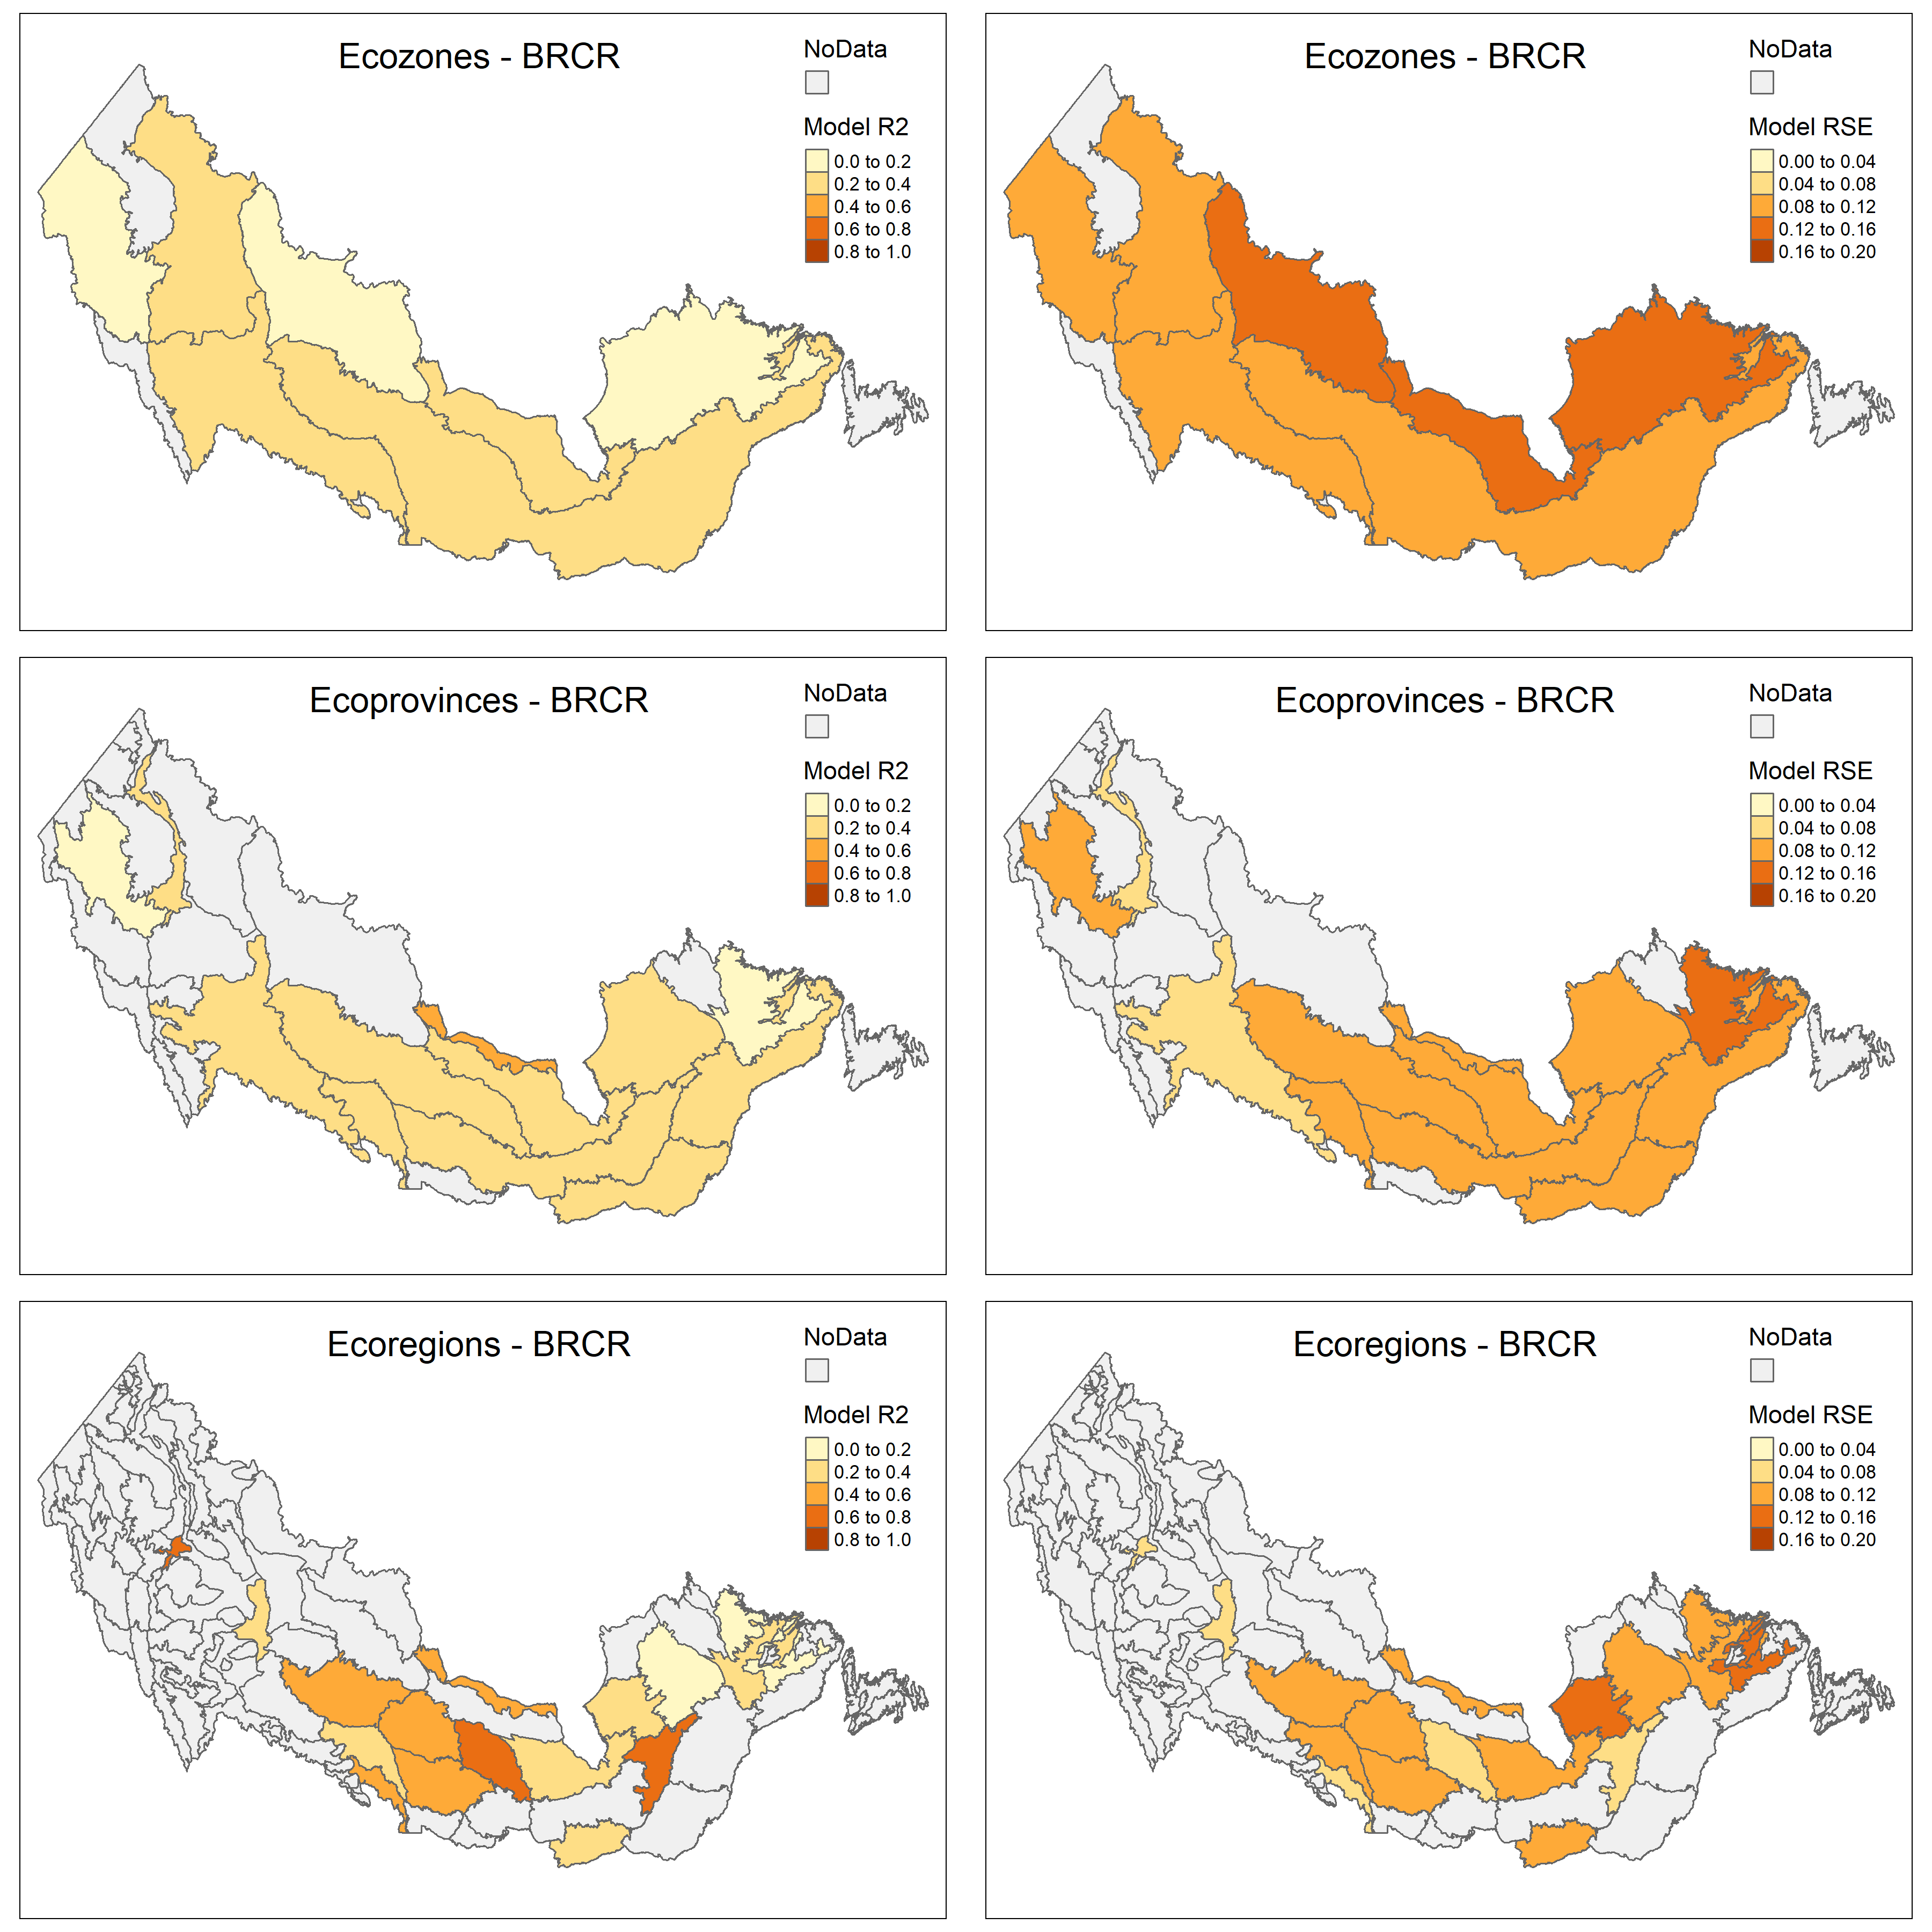 Ecozones - BRCR
NoData
Model R2
0.0 to 0.2
0.2 to 0.4
0.4 to 0.6
0.6 to 0.8
0.8 to 1.0
Ecozones - BRCR
NoData
Model RSE
0.00 to 0.04
0.04 to 0.08
0.08 to 0.12
0.12 to 0.16
0.16 to 0.20
Ecoprovinces - BRCR
NoData
Model R2
0.0 to 0.2
0.2 to 0.4
0.4 to 0.6
0.6 to 0.8
0.8 to 1.0
Ecoprovinces - BRCR
NoData
Model RSE
0.00 to 0.04
0.04 to 0.08
0.08 to 0.12
0.12 to 0.16
0.16 to 0.20
Ecoregions - BRCR
NoData
Model R2
0.0 to 0.2
0.2 to 0.4
0.4 to 0.6
0.6 to 0.8
0.8 to 1.0
Ecoregions - BRCR
NoData
Model RSE
0.00 to 0.04
0.04 to 0.08
0.08 to 0.12
0.12 to 0.16
0.16 to 0.20